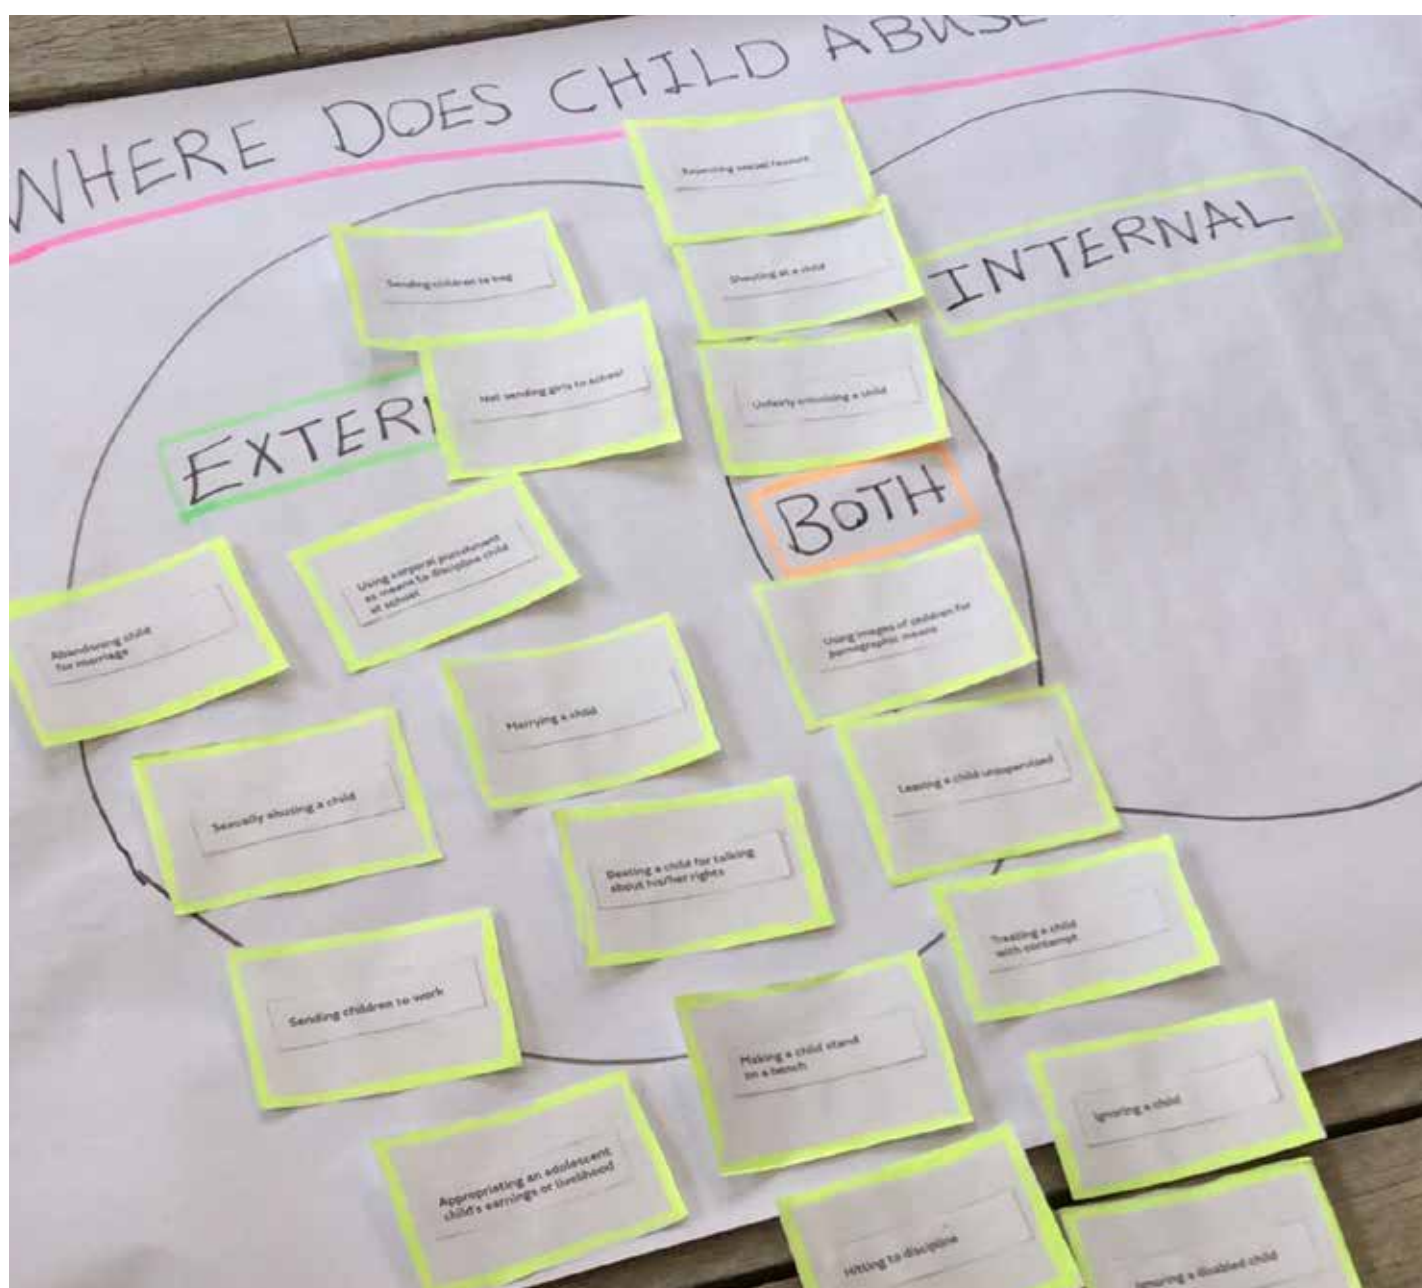 WHERE DOES CHILD ABUSE
INTERNAL
sexual favours
Sending children to beg
Shouting at a child
Not sending girls to school
Unfairly criticising a child
EXTER
BOTH
Using corporal punishment
as means to discipline child
at school
Abandoning child
for marriage
Using images of children for
pornographic means
Marrying a child
Leaving a child unsupervised
Sexually abusing a child
Beating a child for talking
about his/her rights
Treating a child
with contempt
Sending children to work
Making a child stand
on a bench
Ignoring a child
Appropriating an adolescent
child's earnings or livelihood
Hitting to discipline
Ignoring a disabled child